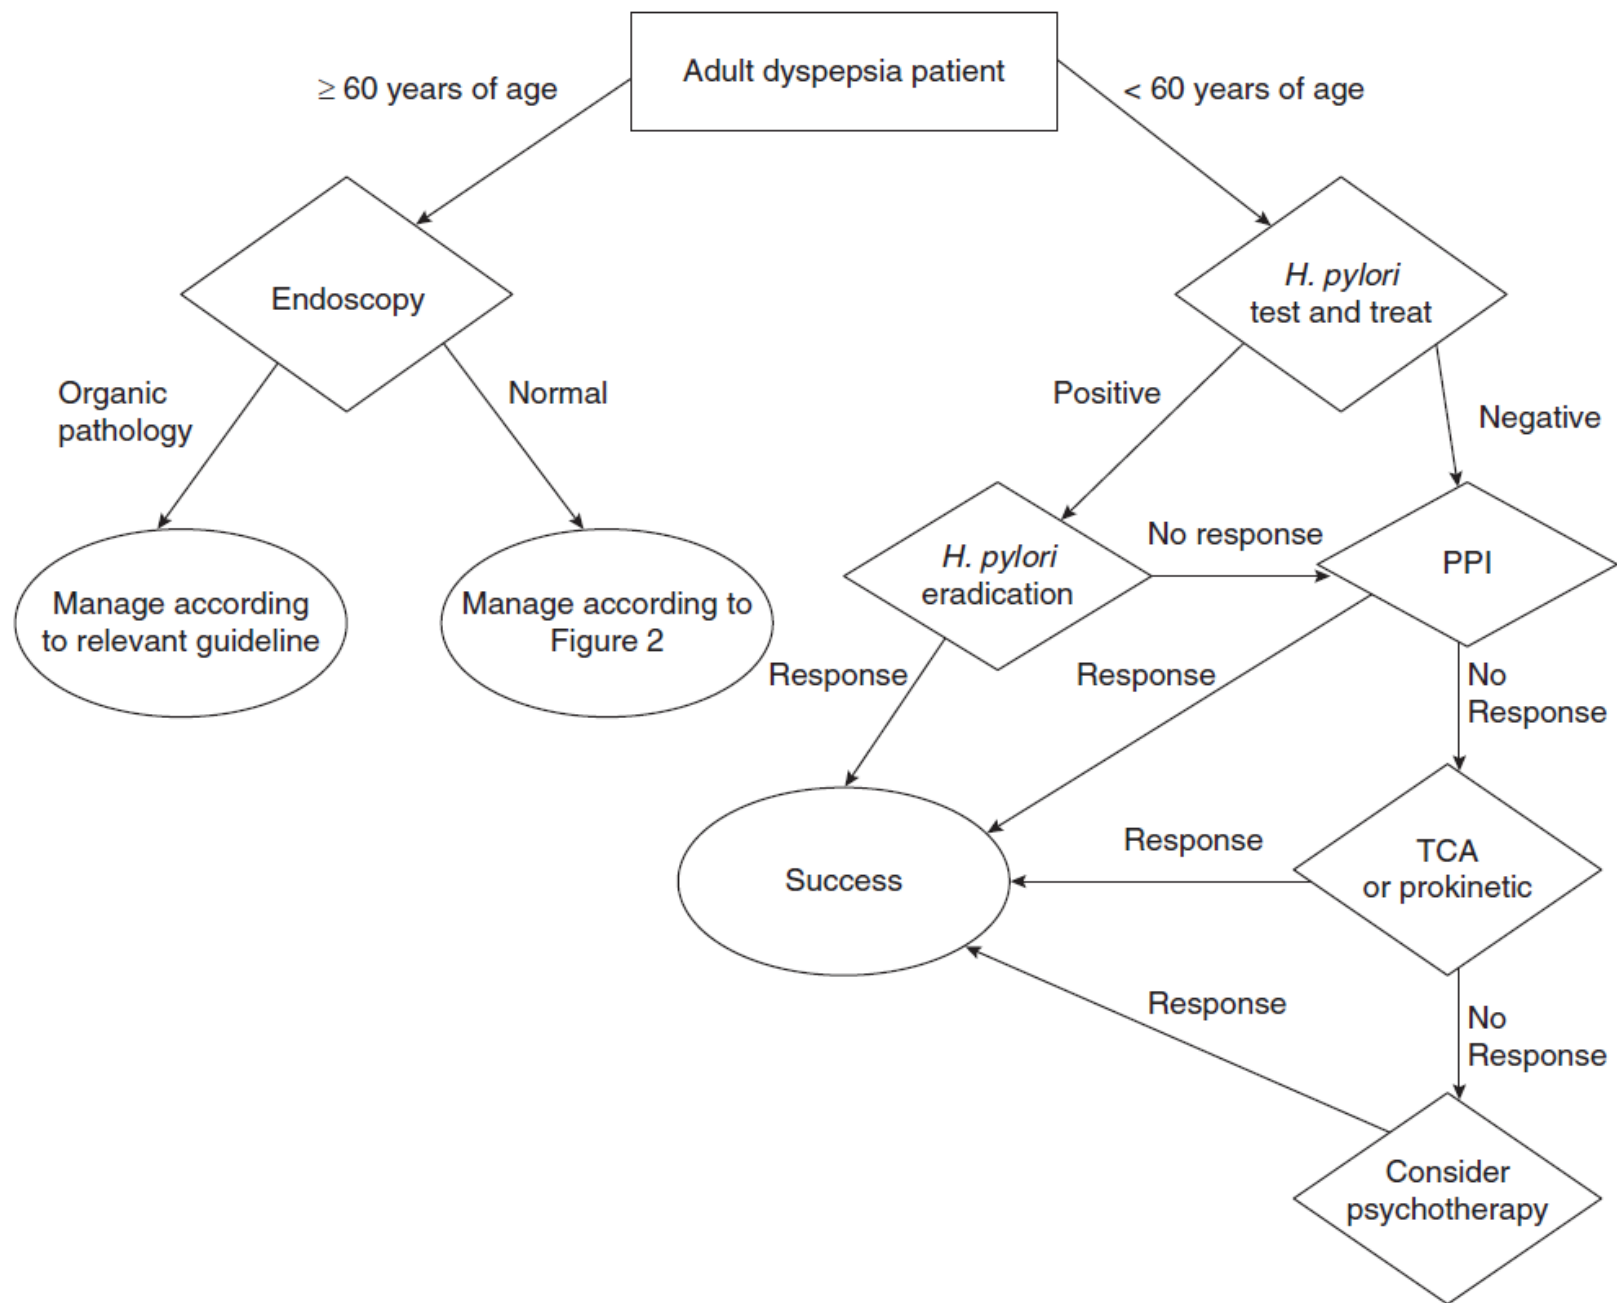 Adult dyspepsia patient
≥ 60 years of age
< 60 years of age
Endoscopy
H. pylori
test and treat
Organic
pathology
Normal
Positive
Negative
Manage according
to relevant guideline
Manage according to
Figure 2
H. pylori
eradication
No response
PPI
Response
Response
No
Response
Success
Response
TCA
or prokinetic
Response
No
Response
Consider
psychotherapy